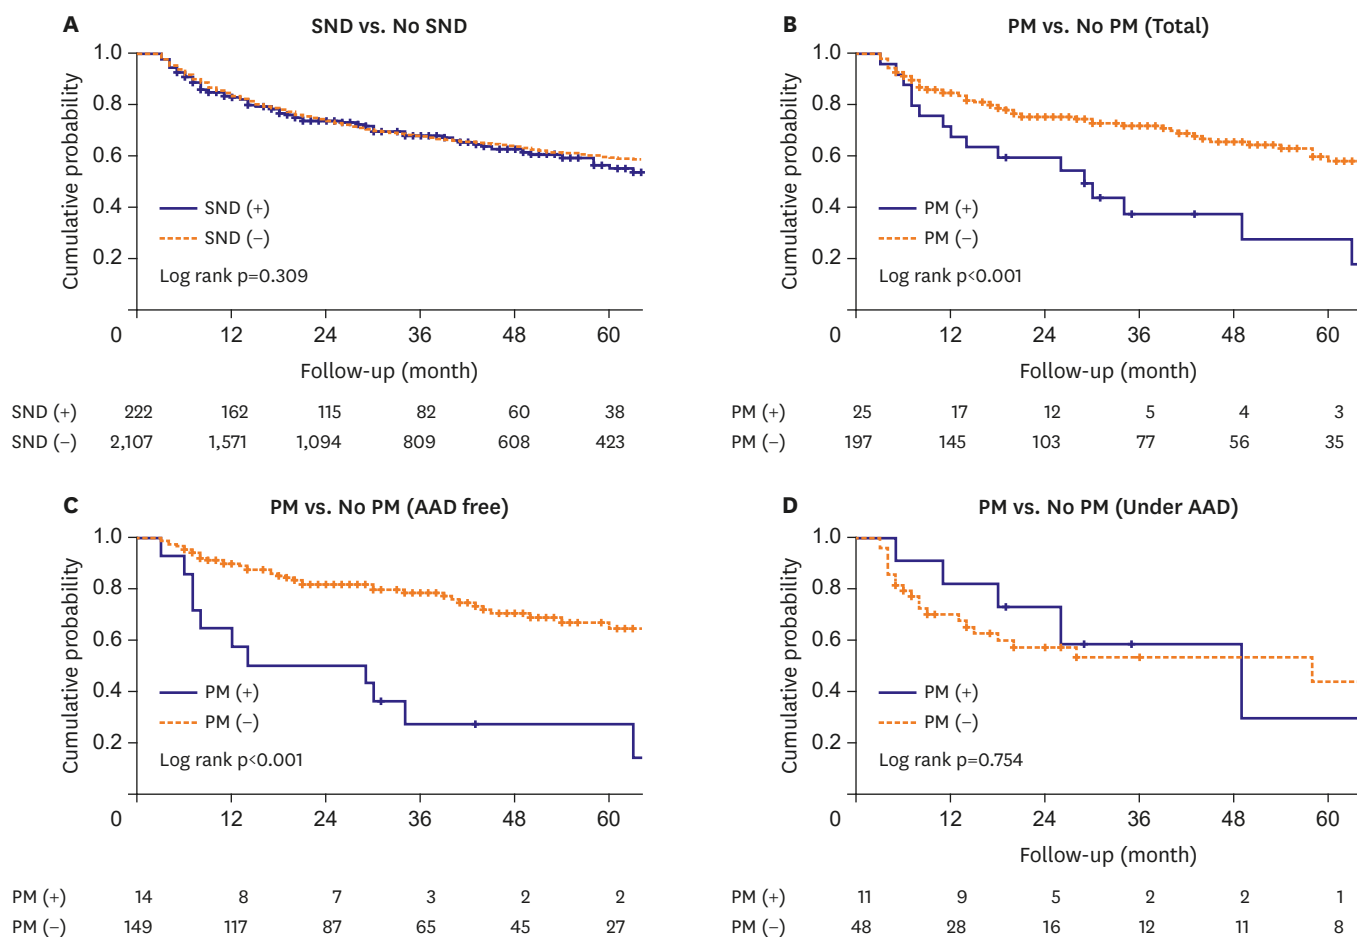 A SND vs. No SND
Cumulative probability
1.0
0.8
0.6
0.4
0.2
SND (+)
SND (−)
Log rank p=0.309
0 12 24 36 48 60
Follow-up (month)
SND (+) 222 162 115 82 60 38
SND (−) 2,107 1,571 1,094 809 608 423
B PM vs. No PM (Total)
Cumulative probability
1.0
0.8
0.6
0.4
0.2
PM (+)
PM (−)
Log rank p<0.001
0 12 24 36 48 60
Follow-up (month)
PM (+) 25 17 12 5 4 3
PM (−) 197 145 103 77 56 35
C PM vs. No PM (AAD free)
Cumulative probability
1.0
0.8
0.6
0.4
0.2
PM (+)
PM (−)
Log rank p<0.001
0 12 24 36 48 60
PM (+) 14 8 7 3 2 2
PM (−) 149 117 87 65 45 27
D PM vs. No PM (Under AAD)
Cumulative probability
1.0
0.8
0.6
0.4
0.2
PM (+)
PM (−)
Log rank p=0.754
0 12 24 36 48 60
Follow-up (month)
PM (+) 11 9 5 2 2 1
PM (−) 48 28 16 12 11 8